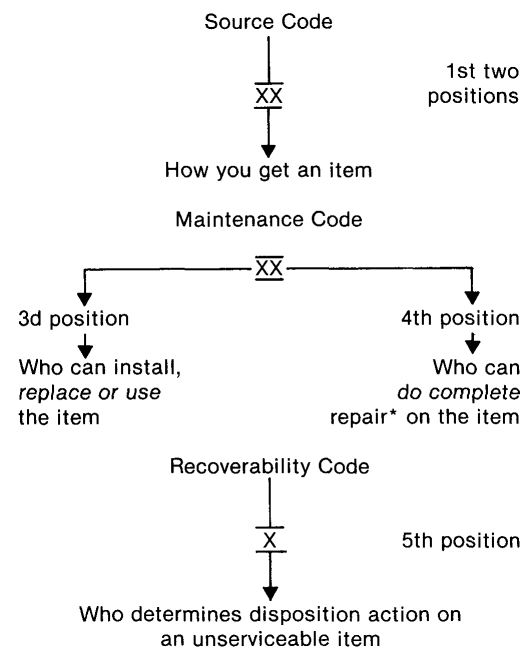 Source Code
XX
1st two
positions
How you get an item
Maintenance Code
XX
3d position
4th position
Who can install,
replace or use
the item
Who can
do complete
repair* on the item
Recoverability Code
X
5th position
Who determines disposition action on
an unserviceable item